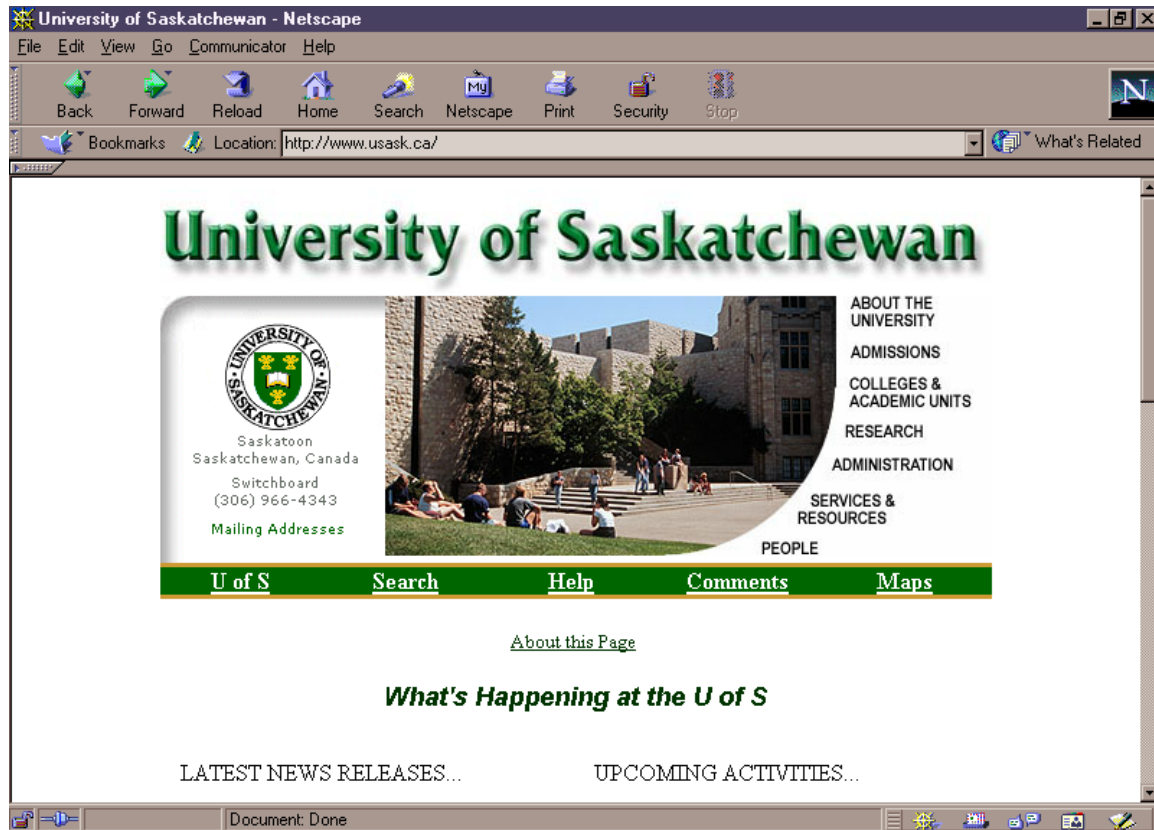 University of Saskatchewan - Netscape
File Edit View Go Communicator Help
My
N
Back Forward Reload Home Search Netscape Print Security Stop
Bookmarks Location: http://www.usask.ca/ What's Related
University of Saskatchewan
UNIVERSITY OF SASKATCHEWAN
Saskatoon
Saskatchewan, Canada
Switchboard
(306) 966-4343
Mailing Addresses
ABOUT THE
UNIVERSITY
ADMISSIONS
COLLEGES &
ACADEMIC UNITS
RESEARCH
ADMINISTRATION
SERVICES &
RESOURCES
PEOPLE
U of S Search Help Comments Maps
About this Page
What's Happening at the U of S
LATEST NEWS RELEASES... UPCOMING ACTIVITIES...
Document: Done